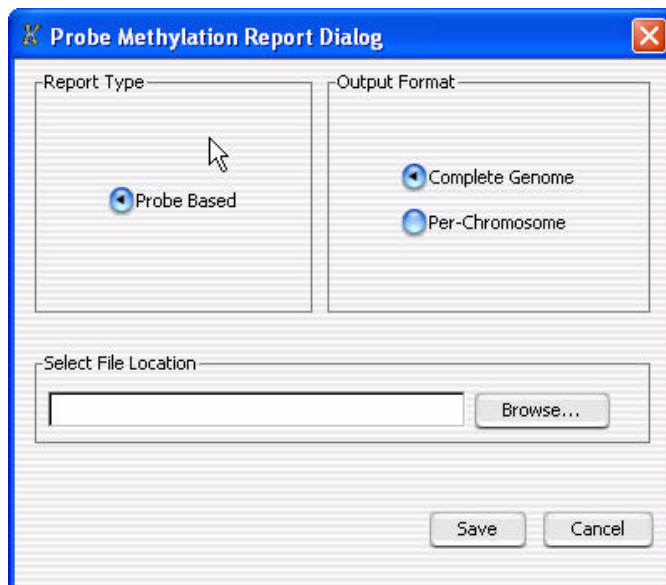 Probe Methylation Report Dialog
Report Type
Probe Based
Output Format
Complete Genome
Per-Chromosome
Select File Location
Browse...
Save
Cancel